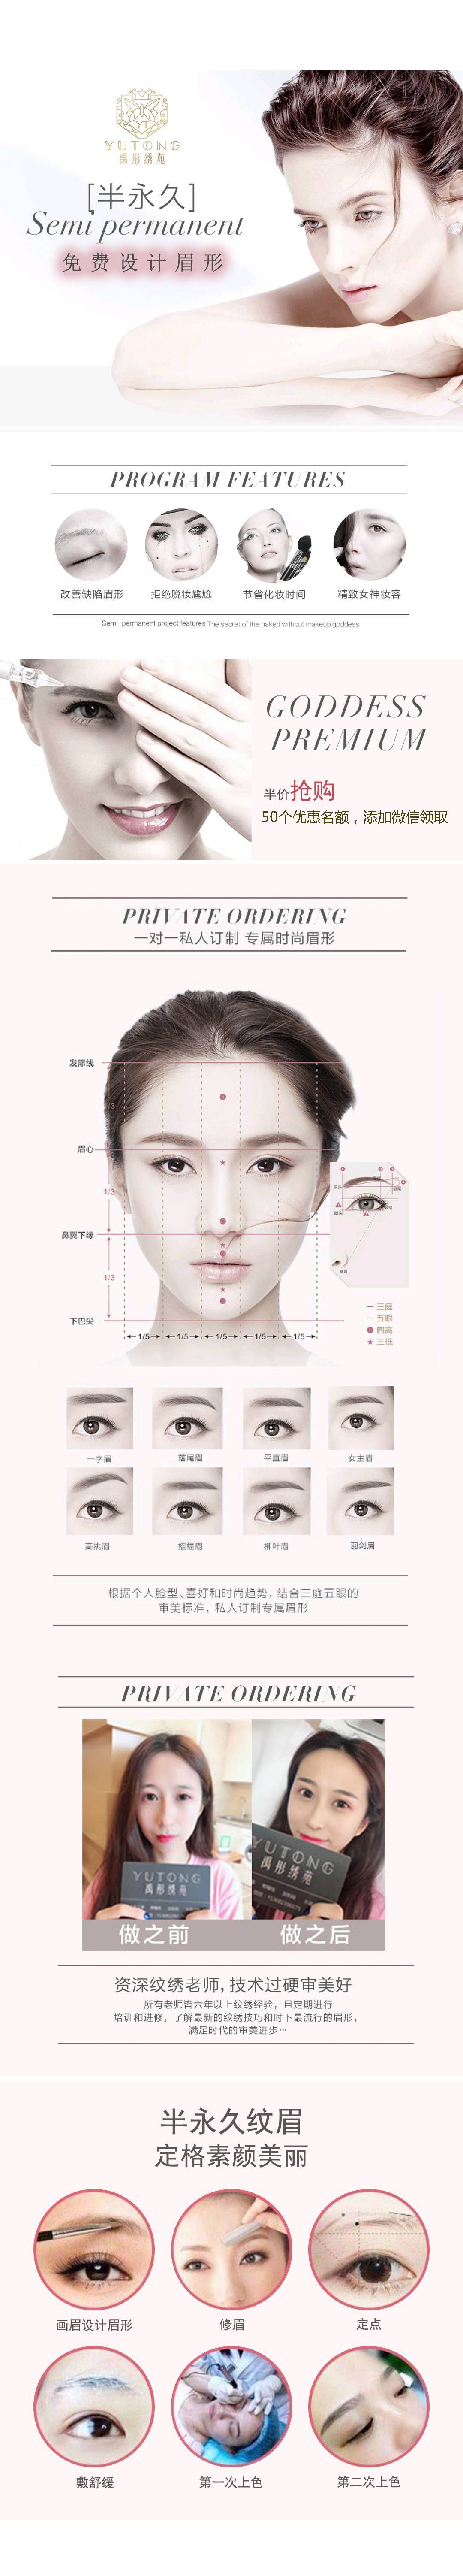 YUTONG
禹彤绣苑
[半永久]
Semi permanent
免费设计眉形
PROGRAM FEATURES
改善缺陷眉形
拒绝脱妆尴尬
节省化妆时间
精致女神妆容
Semi-permanent project features The secret of the naked without makeup goddess
GODDESS
PREMIUM
半价抢购
50个优惠名额，添加微信领取
PRIVATE ORDERING
一对一私人订制 专属时尚眉形
发际线
1/3
眉心
1/3
鼻翼下缘
1/3
下巴尖
1/5 1/5 1/5 1/5 1/5
三庭
五眼
四高
三低
一字眉
落尾眉
平直眉
女主眉
高挑眉
招桎眉
柳叶眉
羽剑眉
根据个人脸型、喜好和时尚趋势，结合三庭五眼的
审美标准，私人订制专属眉形
PRIVATE ORDERING
YUTONG
禹彤绣苑
YUTONG
禹彤绣苑
做之前
做之后
资深纹绣老师，技术过硬审美好
所有老师皆六年以上纹绣经验，且定期进行
培训和进修，了解最新的纹绣技巧和时下最流行的眉形，
满足时代的审美进步…
半永久纹眉
定格素颜美丽
画眉设计眉形
修眉
定点
敷舒缓
第一次上色
第二次上色